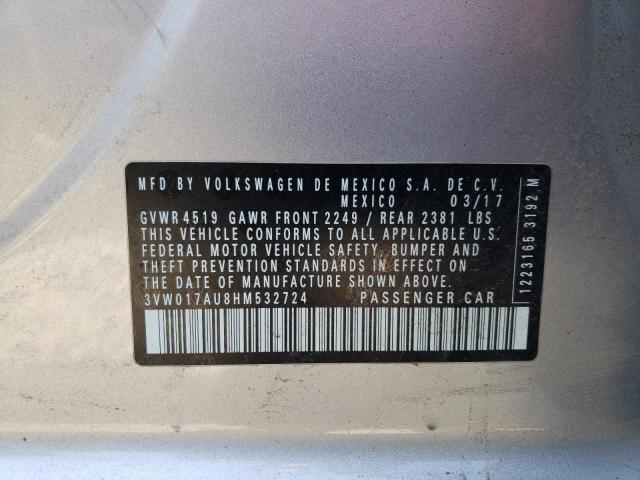 MFD BY VOLKSWAGEN DE MEXICO S.A. DE C.V.
MEXICO 03/17
GVWR 4519 GAWR FRONT 2249 / REAR 2381 LBS
THIS VEHICLE CONFORMS TO ALL APPLICABLE U.S.
FEDERAL MOTOR VEHICLE SAFETY, BUMPER AND
THEFT PREVENTION STANDARDS IN EFFECT ON
THE DATE OF MANUFACTURE SHOWN ABOVE.
3VW017AU8HM532724 PASSENGER CAR
1223165 3192 M